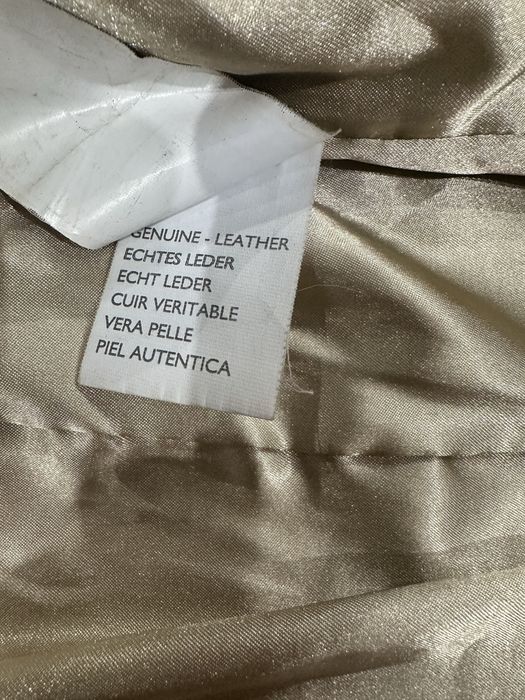 GENUINE - LEATHER
ECHTES LEDER
ECHT LEDER
CUIR VERITABLE
VERA PELLE
PIEL AUTENTICA